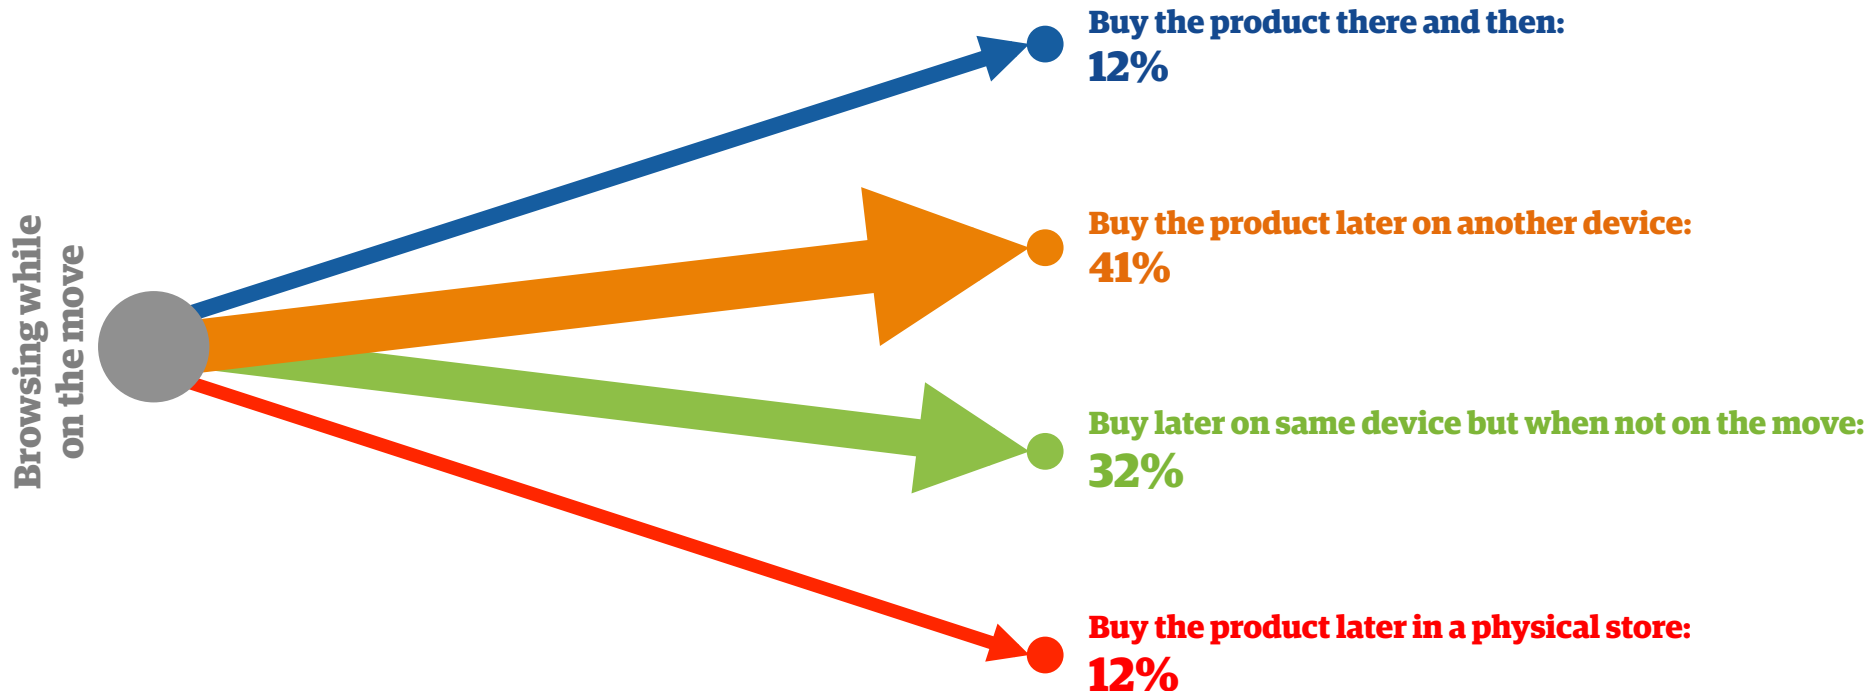 Browsing while
on the move
Buy the product there and then:
12%
Buy the product later on another device:
41%
Buy later on same device but when not on the move:
32%
Buy the product later in a physical store:
12%